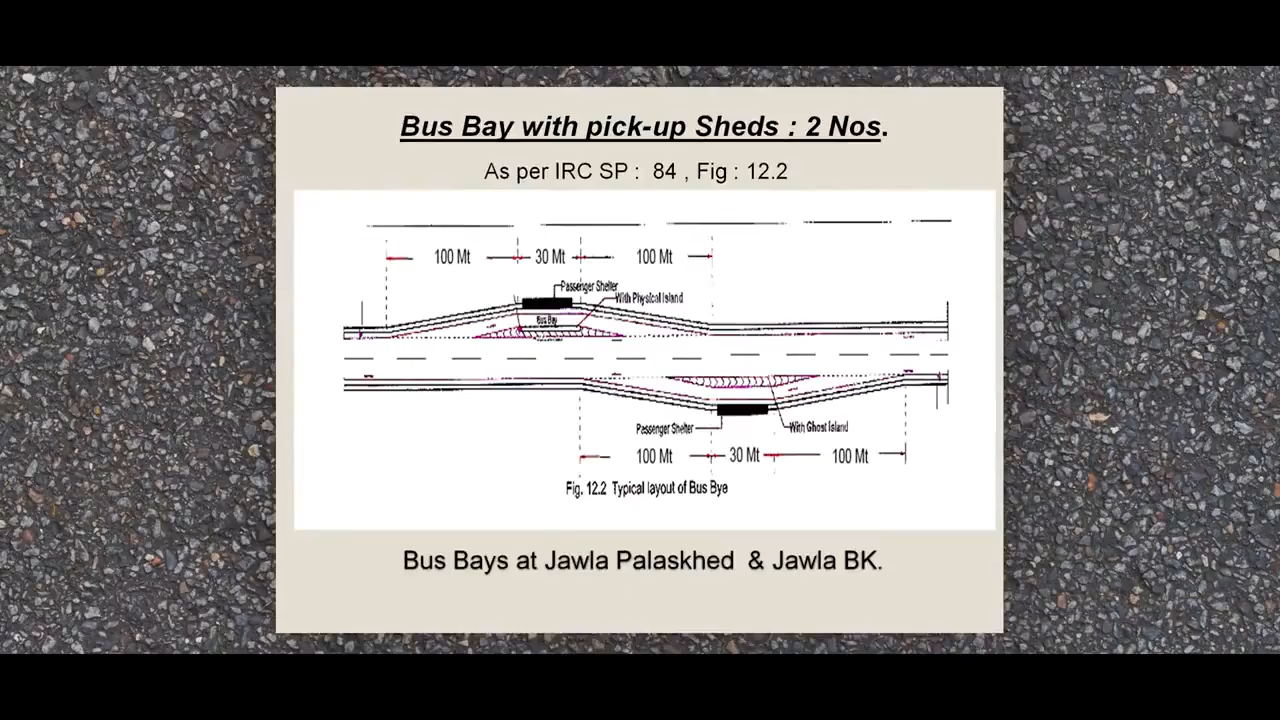 Bus Bay with pick-up Sheds : 2 Nos.
As per IRC SP : 84 , Fig : 12.2
100 Mt 30 Mt 100 Mt
Passenger Shelter
With Physical Island
Bus Bay
Passenger Shelter
With Ghost Island
100 Mt 30 Mt 100 Mt
Fig. 12.2 Typical layout of Bus Bye
Bus Bays at Jawla Palaskhed & Jawla BK.